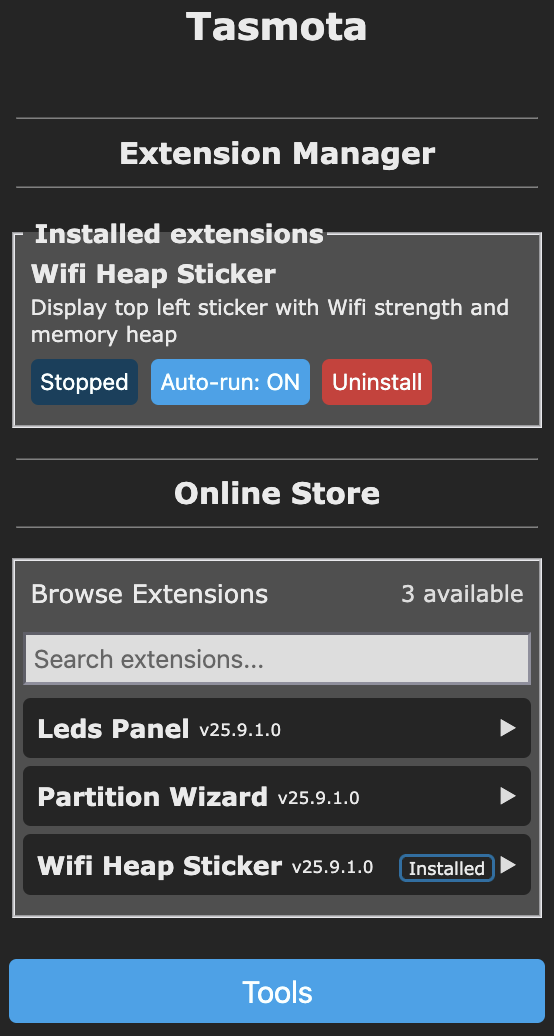 Tasmota
Extension Manager
Installed extensions
Wifi Heap Sticker
Display top left sticker with Wifi strength and
memory heap
Stopped Auto-run: ON Uninstall
Online Store
Browse Extensions 3 available
Search extensions...
Leds Panel v25.9.1.0
Partition Wizard v25.9.1.0
Wifi Heap Sticker v25.9.1.0 Installed
Tools